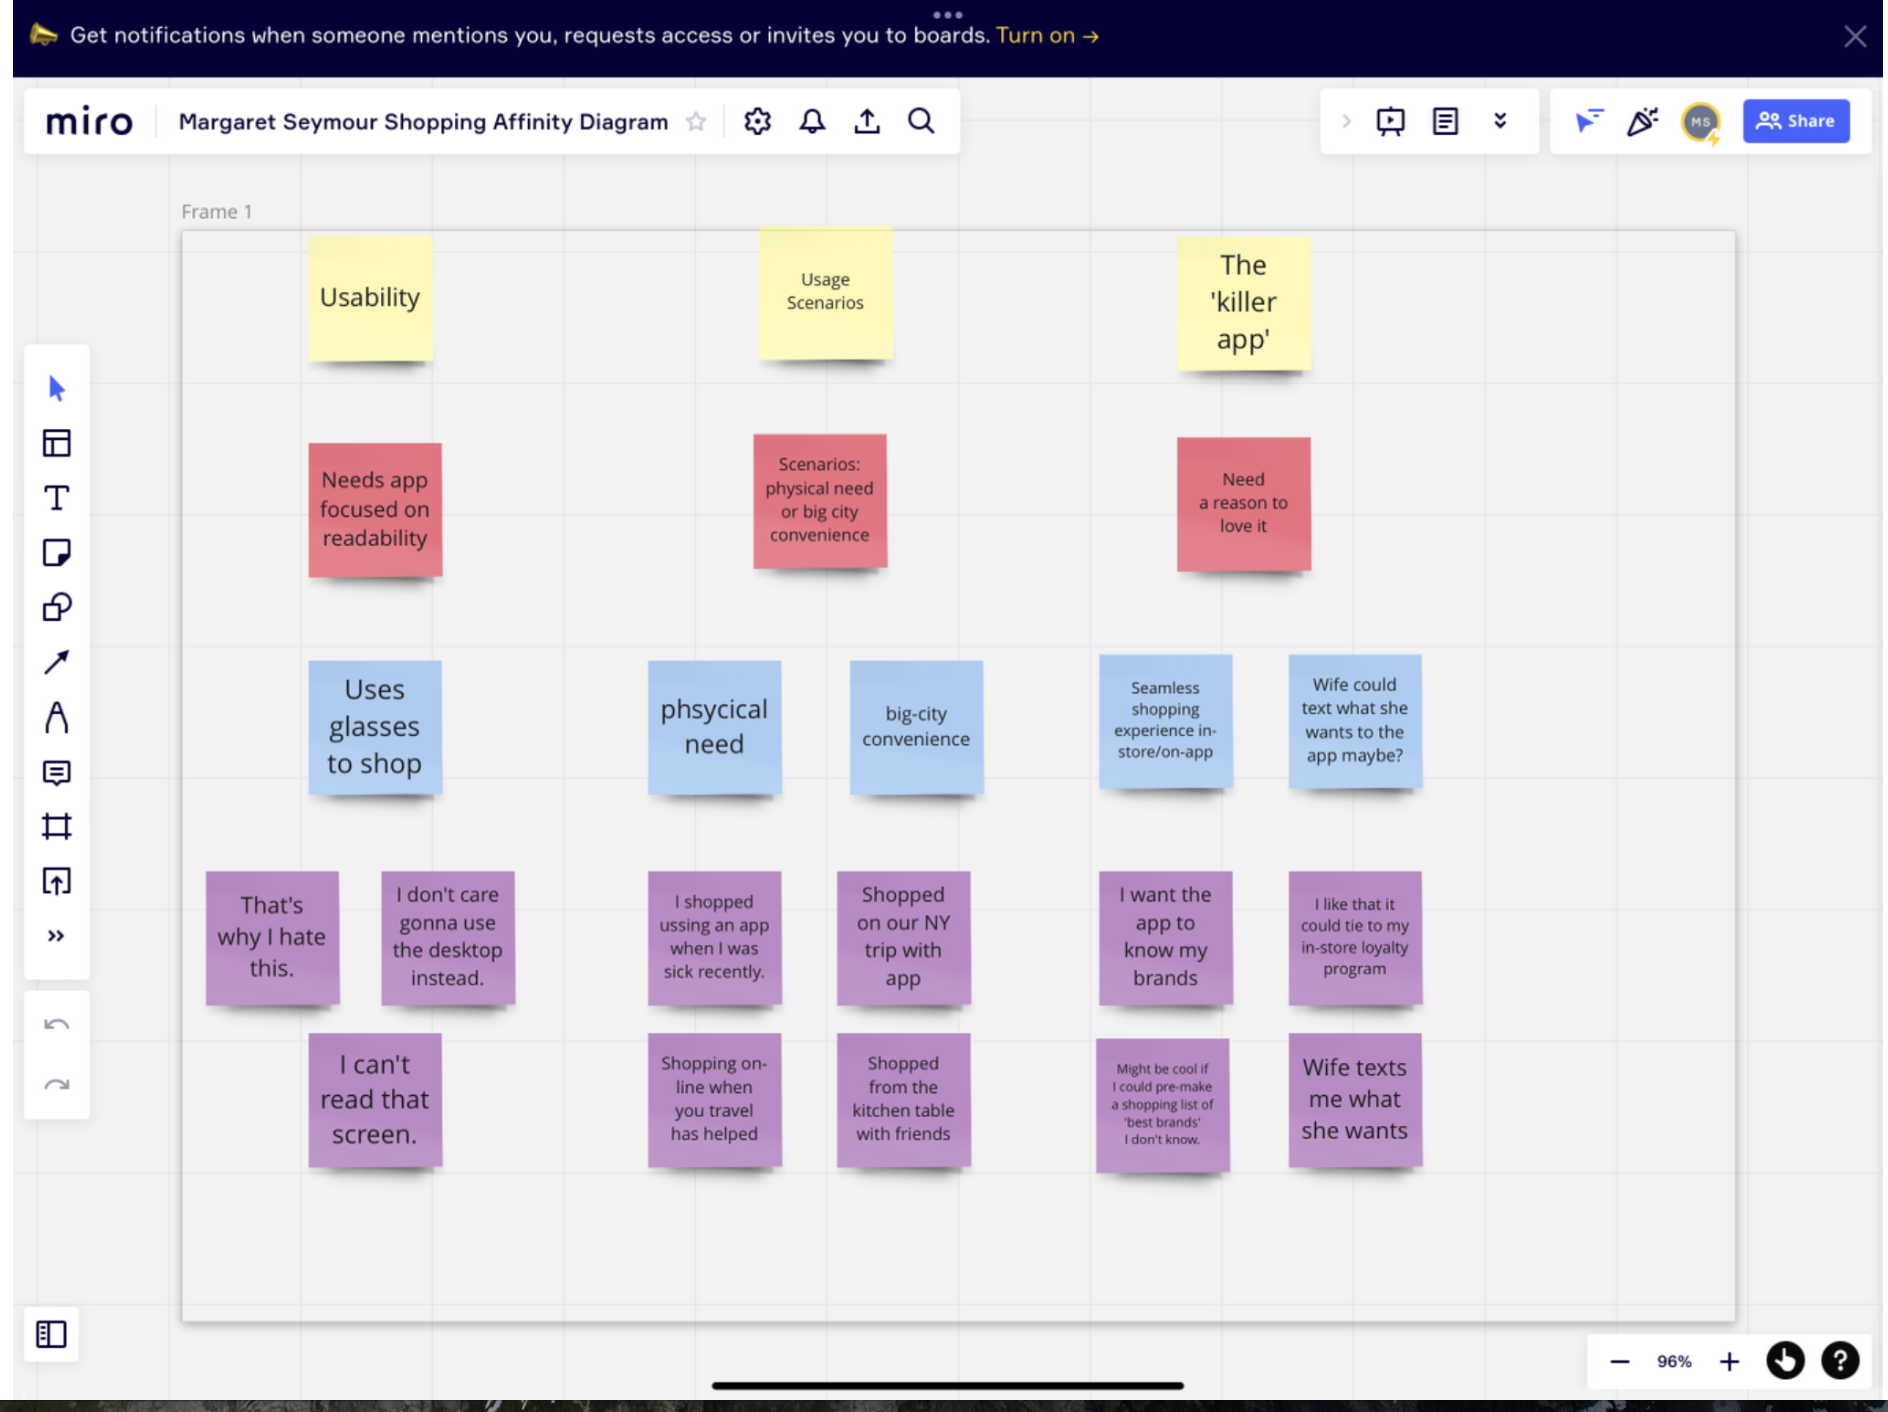 Get notifications when someone mentions you, requests access or invites you to boards. Turn on →
miro
Margaret Seymour Shopping Affinity Diagram
MS
Share
Frame 1
Usability
Usage
Scenarios
The
'killer
app'
Needs app
focused on
readability
Scenarios:
physical need
or big city
convenience
Need
a reason to
love it
Uses
glasses
to shop
phsycical
need
big-city
convenience
Seamless
shopping
experience in-
store/on-app
Wife could
text what she
wants to the
app maybe?
That's
why I hate
this.
I don't care
gonna use
the desktop
instead.
I shopped
ussing an app
when I was
sick recently.
Shopped
on our NY
trip with
app
I want the
app to
know my
brands
I like that it
could tie to my
in-store loyalty
program
I can't
read that
screen.
Shopping on-
line when
you travel
has helped
Shopped
from the
kitchen table
with friends
Might be cool if
I could pre-make
a shopping list of
'best brands'
I don't know.
Wife texts
me what
she wants
96%